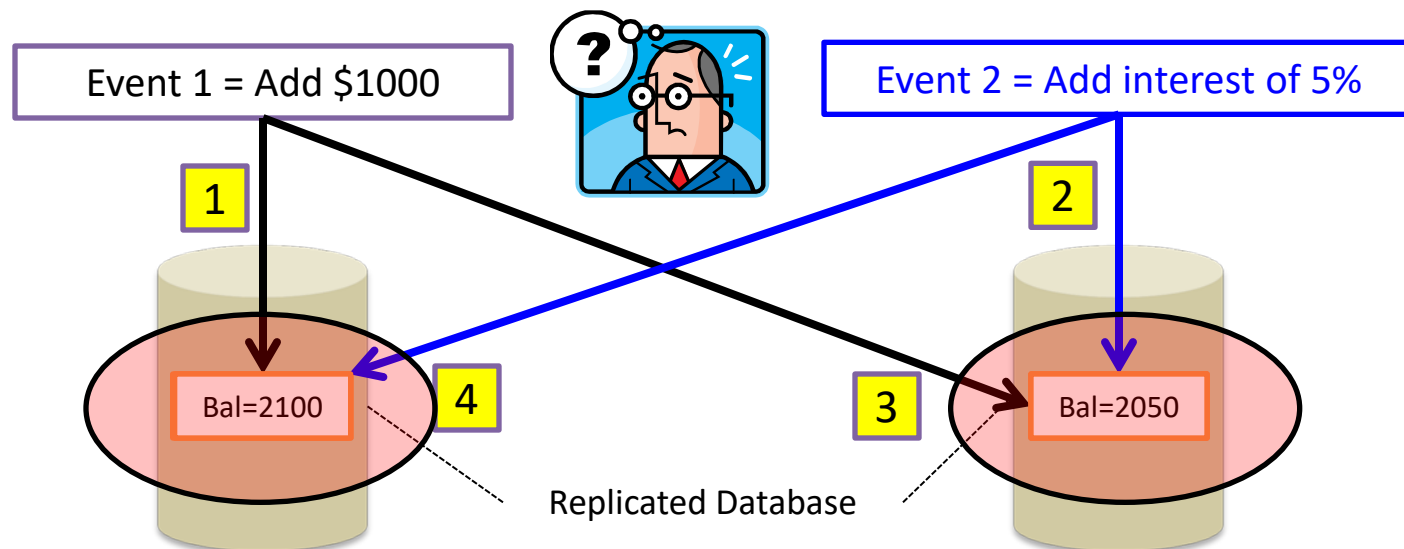 ?
Event 1 = Add $1000
Event 2 = Add interest of 5%
1
2
4
3
Bal=2100
Bal=2050
Replicated Database